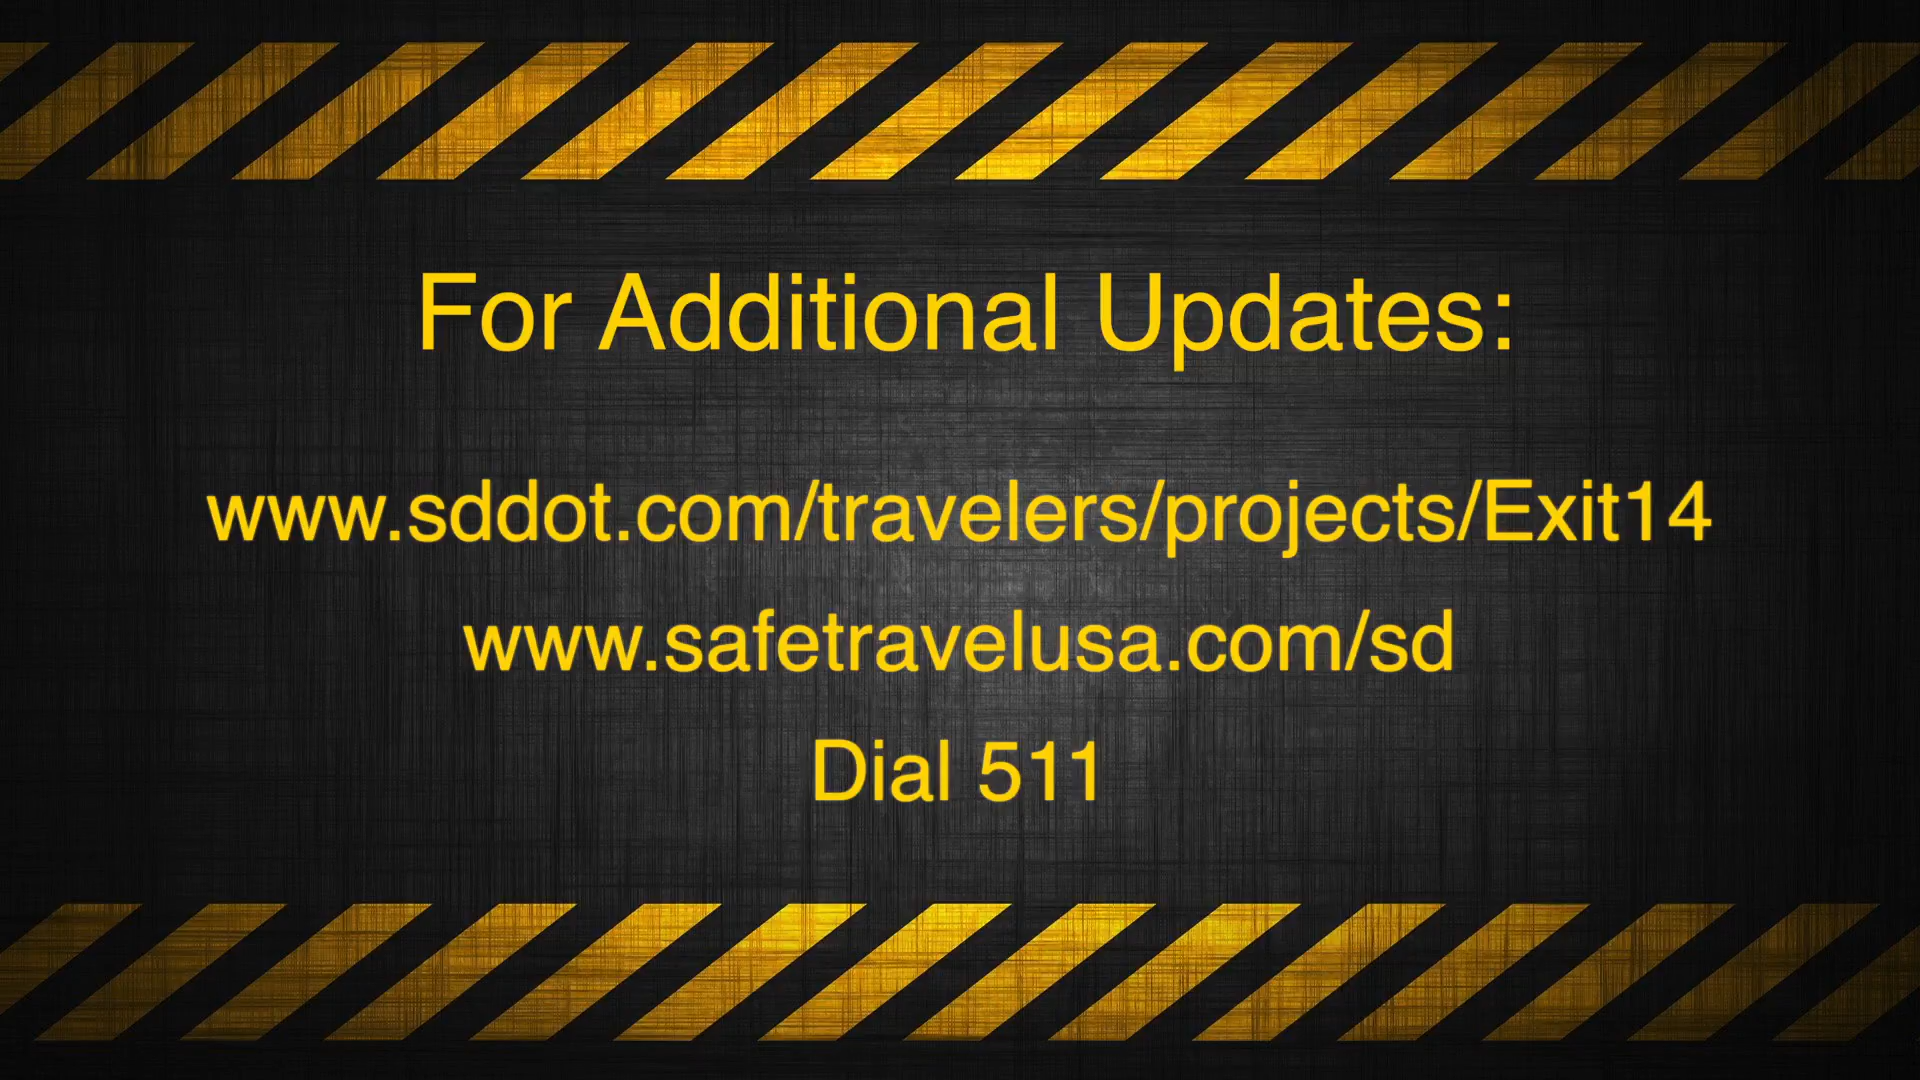 For Additional Updates:
www.sddot.com/travelers/projects/Exit14
www.safetravelusa.com/sd
Dial 511